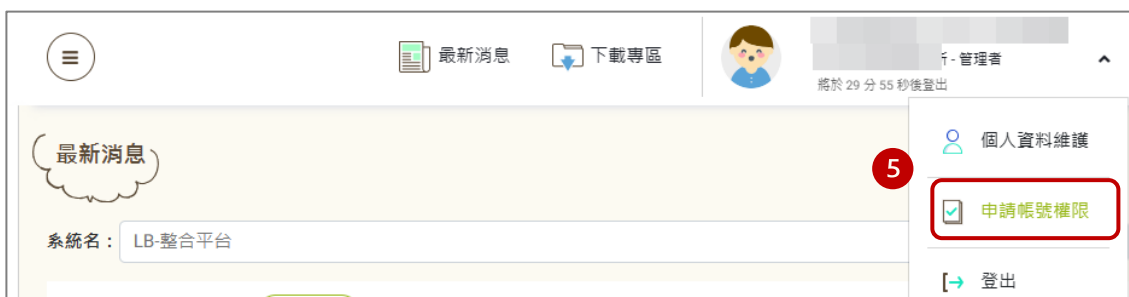 最新消息
下載專區
- 管理者
將於 29 分 55 秒後登出
個人資料維護
最新消息
5
申請帳號權限
系統名：
LB-整合平台
登出